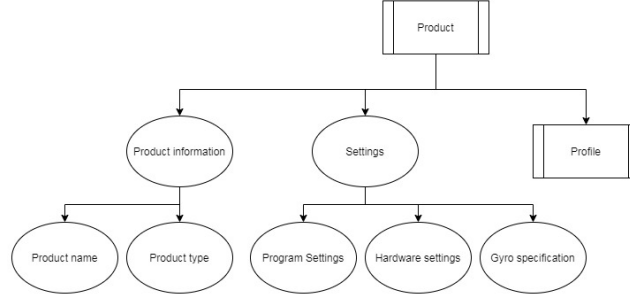 Product
Product information
Settings
Profile
Product name
Product type
Program Settings
Hardware settings
Gyro specification